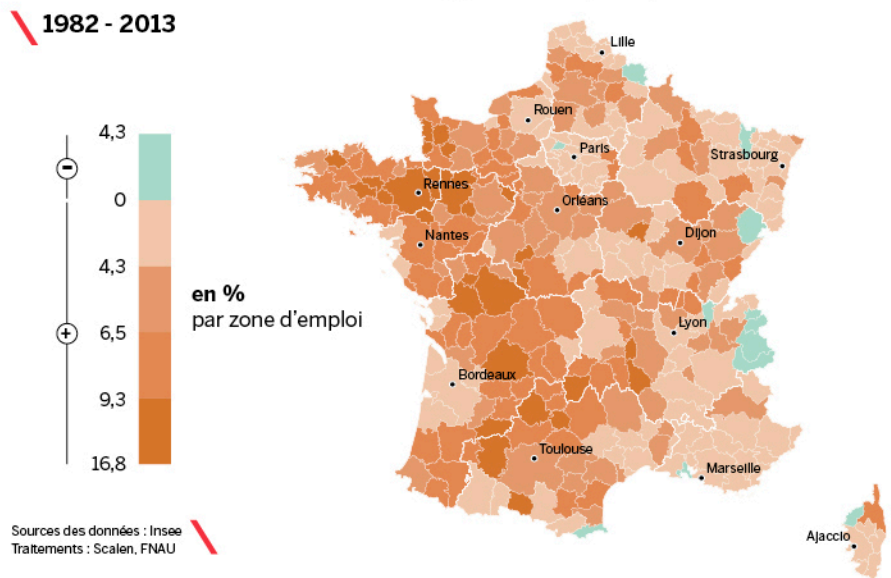 1982 - 2013
4,3
0
4,3
6,5
9,3
16,8
en %
par zone d'emploi
Lille
Rouen
Paris
Strasbourg
Rennes
Orléans
Nantes
Dijon
Lyon
Bordeaux
Toulouse
Marseille
Ajaccio
Sources des données : Insee
Traitements : Scalen, FNAU